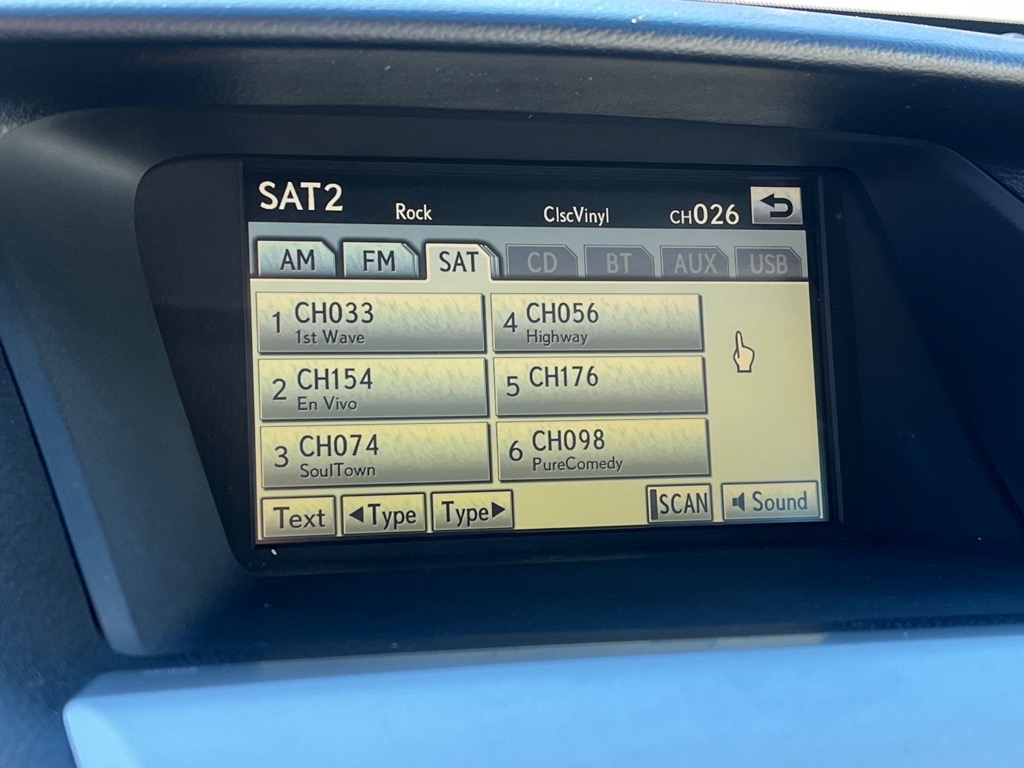 SAT2 Rock ClscVinyl CH026
AM FM SAT CD BT AUX USB
1 CH033
1st Wave
4 CH056
Highway
2 CH154
En Vivo
5 CH176
3 CH074
SoulTown
6 CH098
PureComedy
Text ◀Type Type▶ SCAN Sound